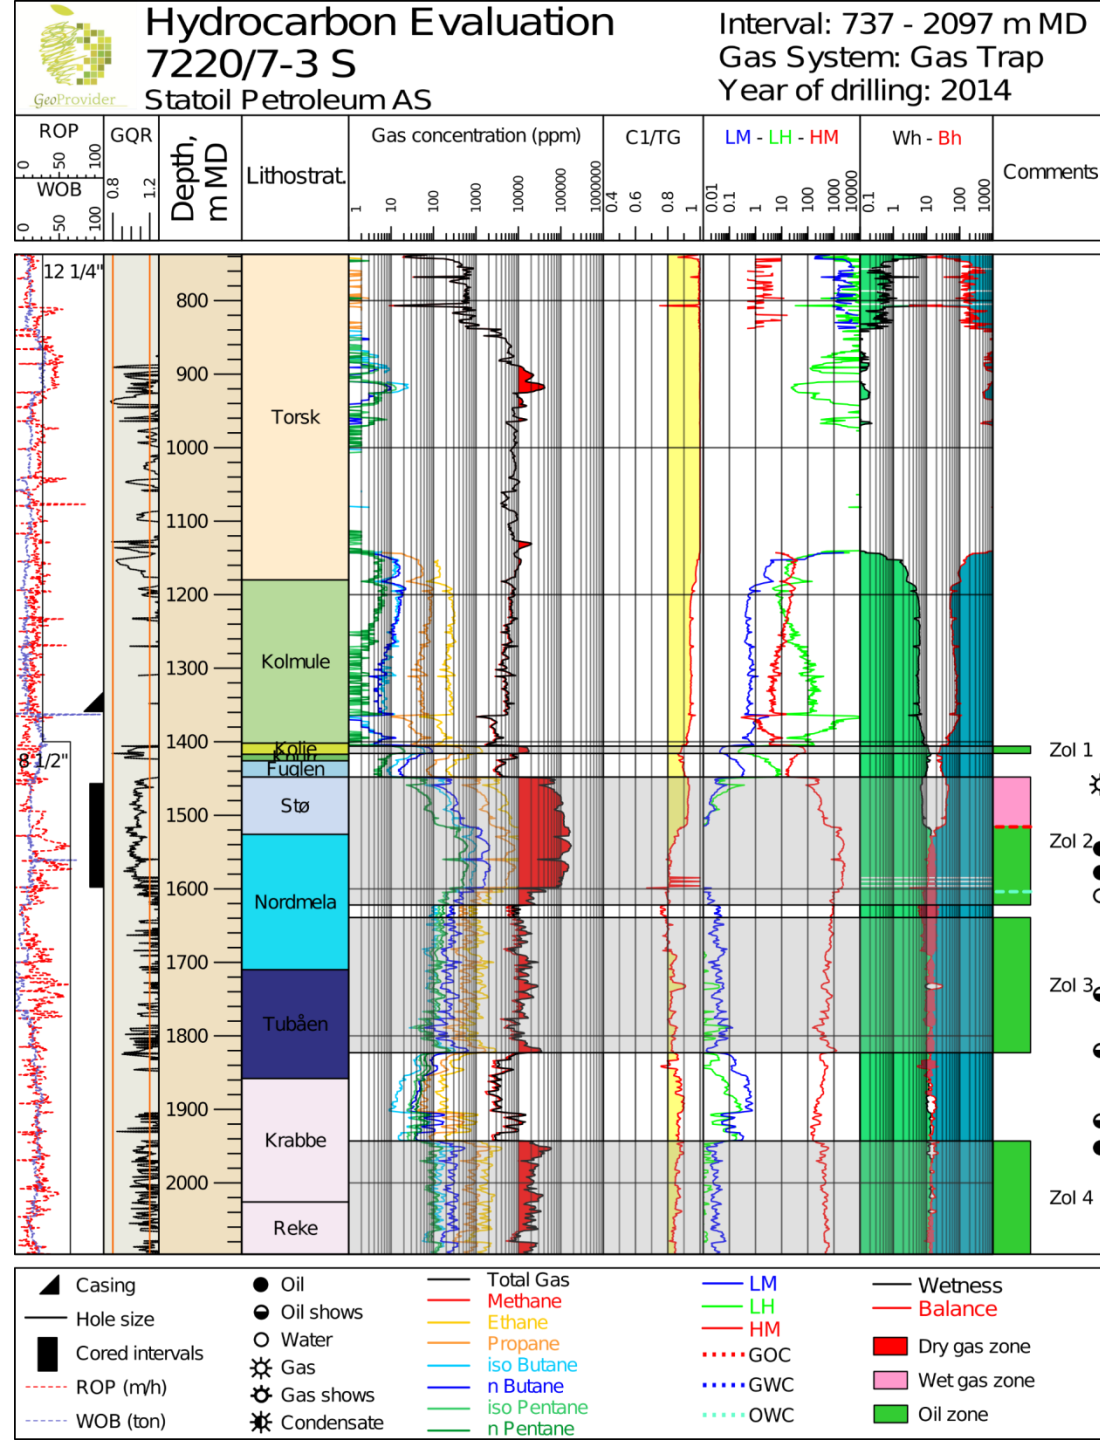 Hydrocarbon Evaluation
7220/7-3 S
Statoil Petroleum AS
Interval: 737 - 2097 m MD
Gas System: Gas Trap
Year of drilling: 2014
GeoProvider
ROP
0 50 100
WOB
0 50 100
GQR
0.8 1.2
Depth, m MD
Lithostrat.
Gas concentration (ppm)
1 10 100 1000 10000 100000 1000000
C1/TG
0.4 0.6 0.8 1
LM - LH - HM
0.01 0.1 1 10 100 1000 10000
Wh - Bh
0.1 1 10 100 1000
Comments
12 1/4"
800
900
Torsk
1000
1100
1200
Kolmule
1300
1400
Kolje
Zol 1
8 1/2"
Fuglen
Stø
1500
Zol 2
1600
Nordmela
1700
Zol 3
Tubåen
1800
1900
Krabbe
2000
Zol 4
Reke
Casing
Hole size
Cored intervals
ROP (m/h)
WOB (ton)
Oil
Oil shows
Water
Gas
Gas shows
Condensate
Total Gas
Methane
Ethane
Propane
iso Butane
n Butane
iso Pentane
n Pentane
LM
LH
HM
GOC
GWC
OWC
Wetness
Balance
Dry gas zone
Wet gas zone
Oil zone